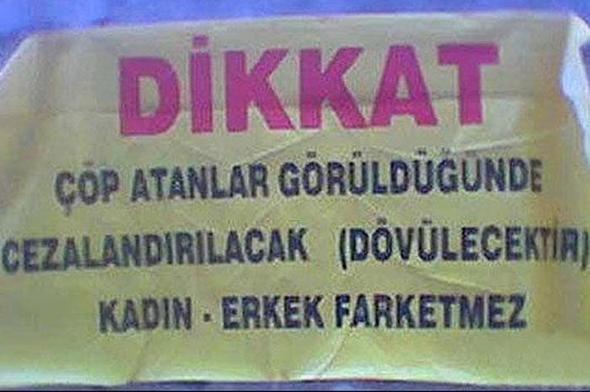 DİKKAT
ÇÖP ATANLAR GÖRÜLDÜĞÜNDE
CEZALANDIRILACAK (DÖVÜLECEKTİR)
KADIN - ERKEK FARKETMEZ